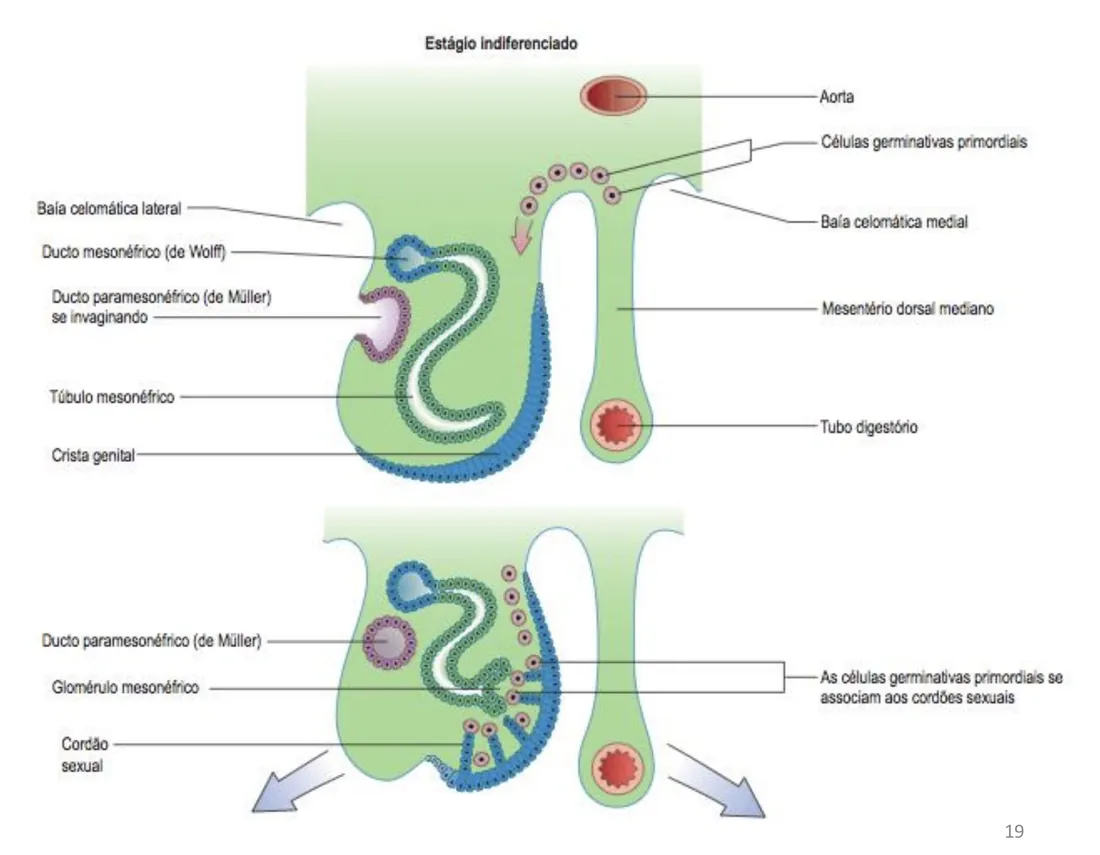 Estágio indiferenciado
Aorta
Células germinativas primordiais
Baía celomática lateral
Baía celomática medial
Ducto mesonéfrico (de Wolff)
Ducto paramesonéfrico (de Müller)
se invaginando
Mesentério dorsal mediano
Túbulo mesonéfrico
Tubo digestório
Crista genital
Ducto paramesonéfrico (de Müller)
Glomérulo mesonéfrico
As células germinativas primordiais se
associam aos cordões sexuais
Cordão
sexual
19